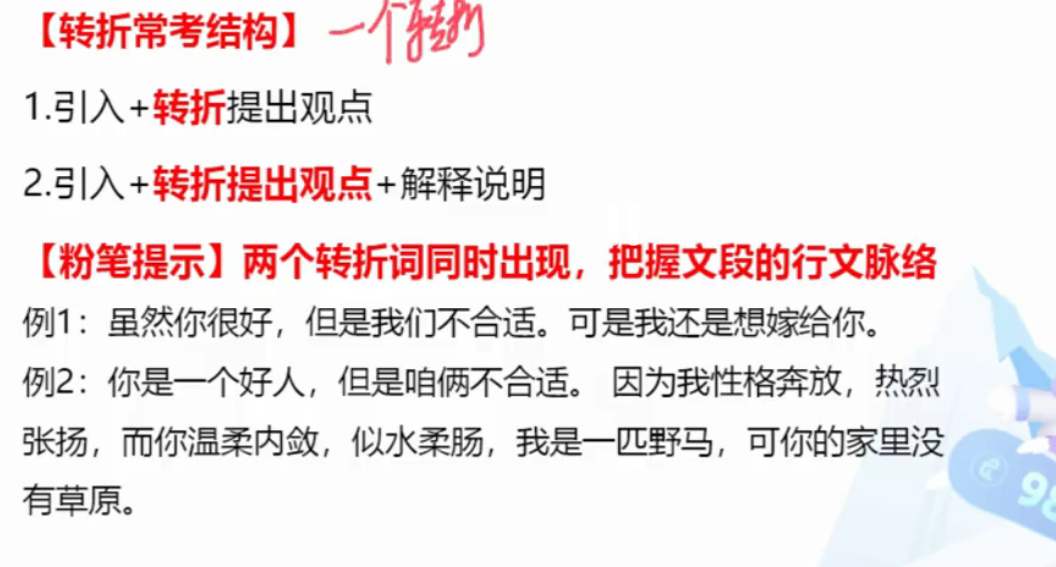 【转折常考结构】 一个转折
1.引入+转折提出观点
2.引入+转折提出观点+解释说明
【粉笔提示】两个转折词同时出现，把握文段的行文脉络
例1：虽然你很好，但是我们不合适。可是我还是想嫁给你。
例2：你是一个好人，但是咱俩不合适。 因为我性格奔放，热烈
张扬，而你温柔内敛，似水柔肠，我是一匹野马，可你的家里没
有草原。
98